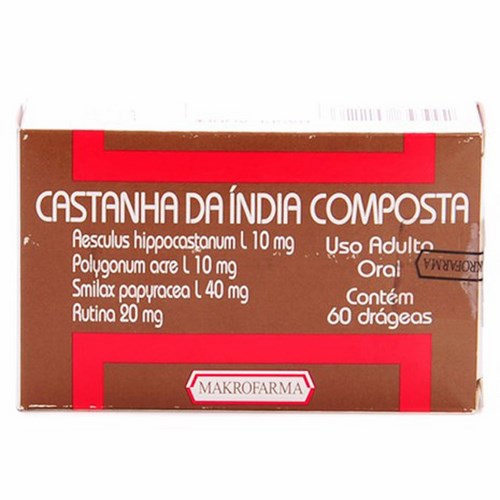 CASTANHA DA ÍNDIA COMPOSTA
Aesculus hippocastanum L 10 mg
Polygonum acre L 10 mg
Smilax papyracea L 40 mg
Rutina 20 mg
Uso Adulto
Oral
Contém
60 drágeas
MAKROFARMA
AKROFARMA